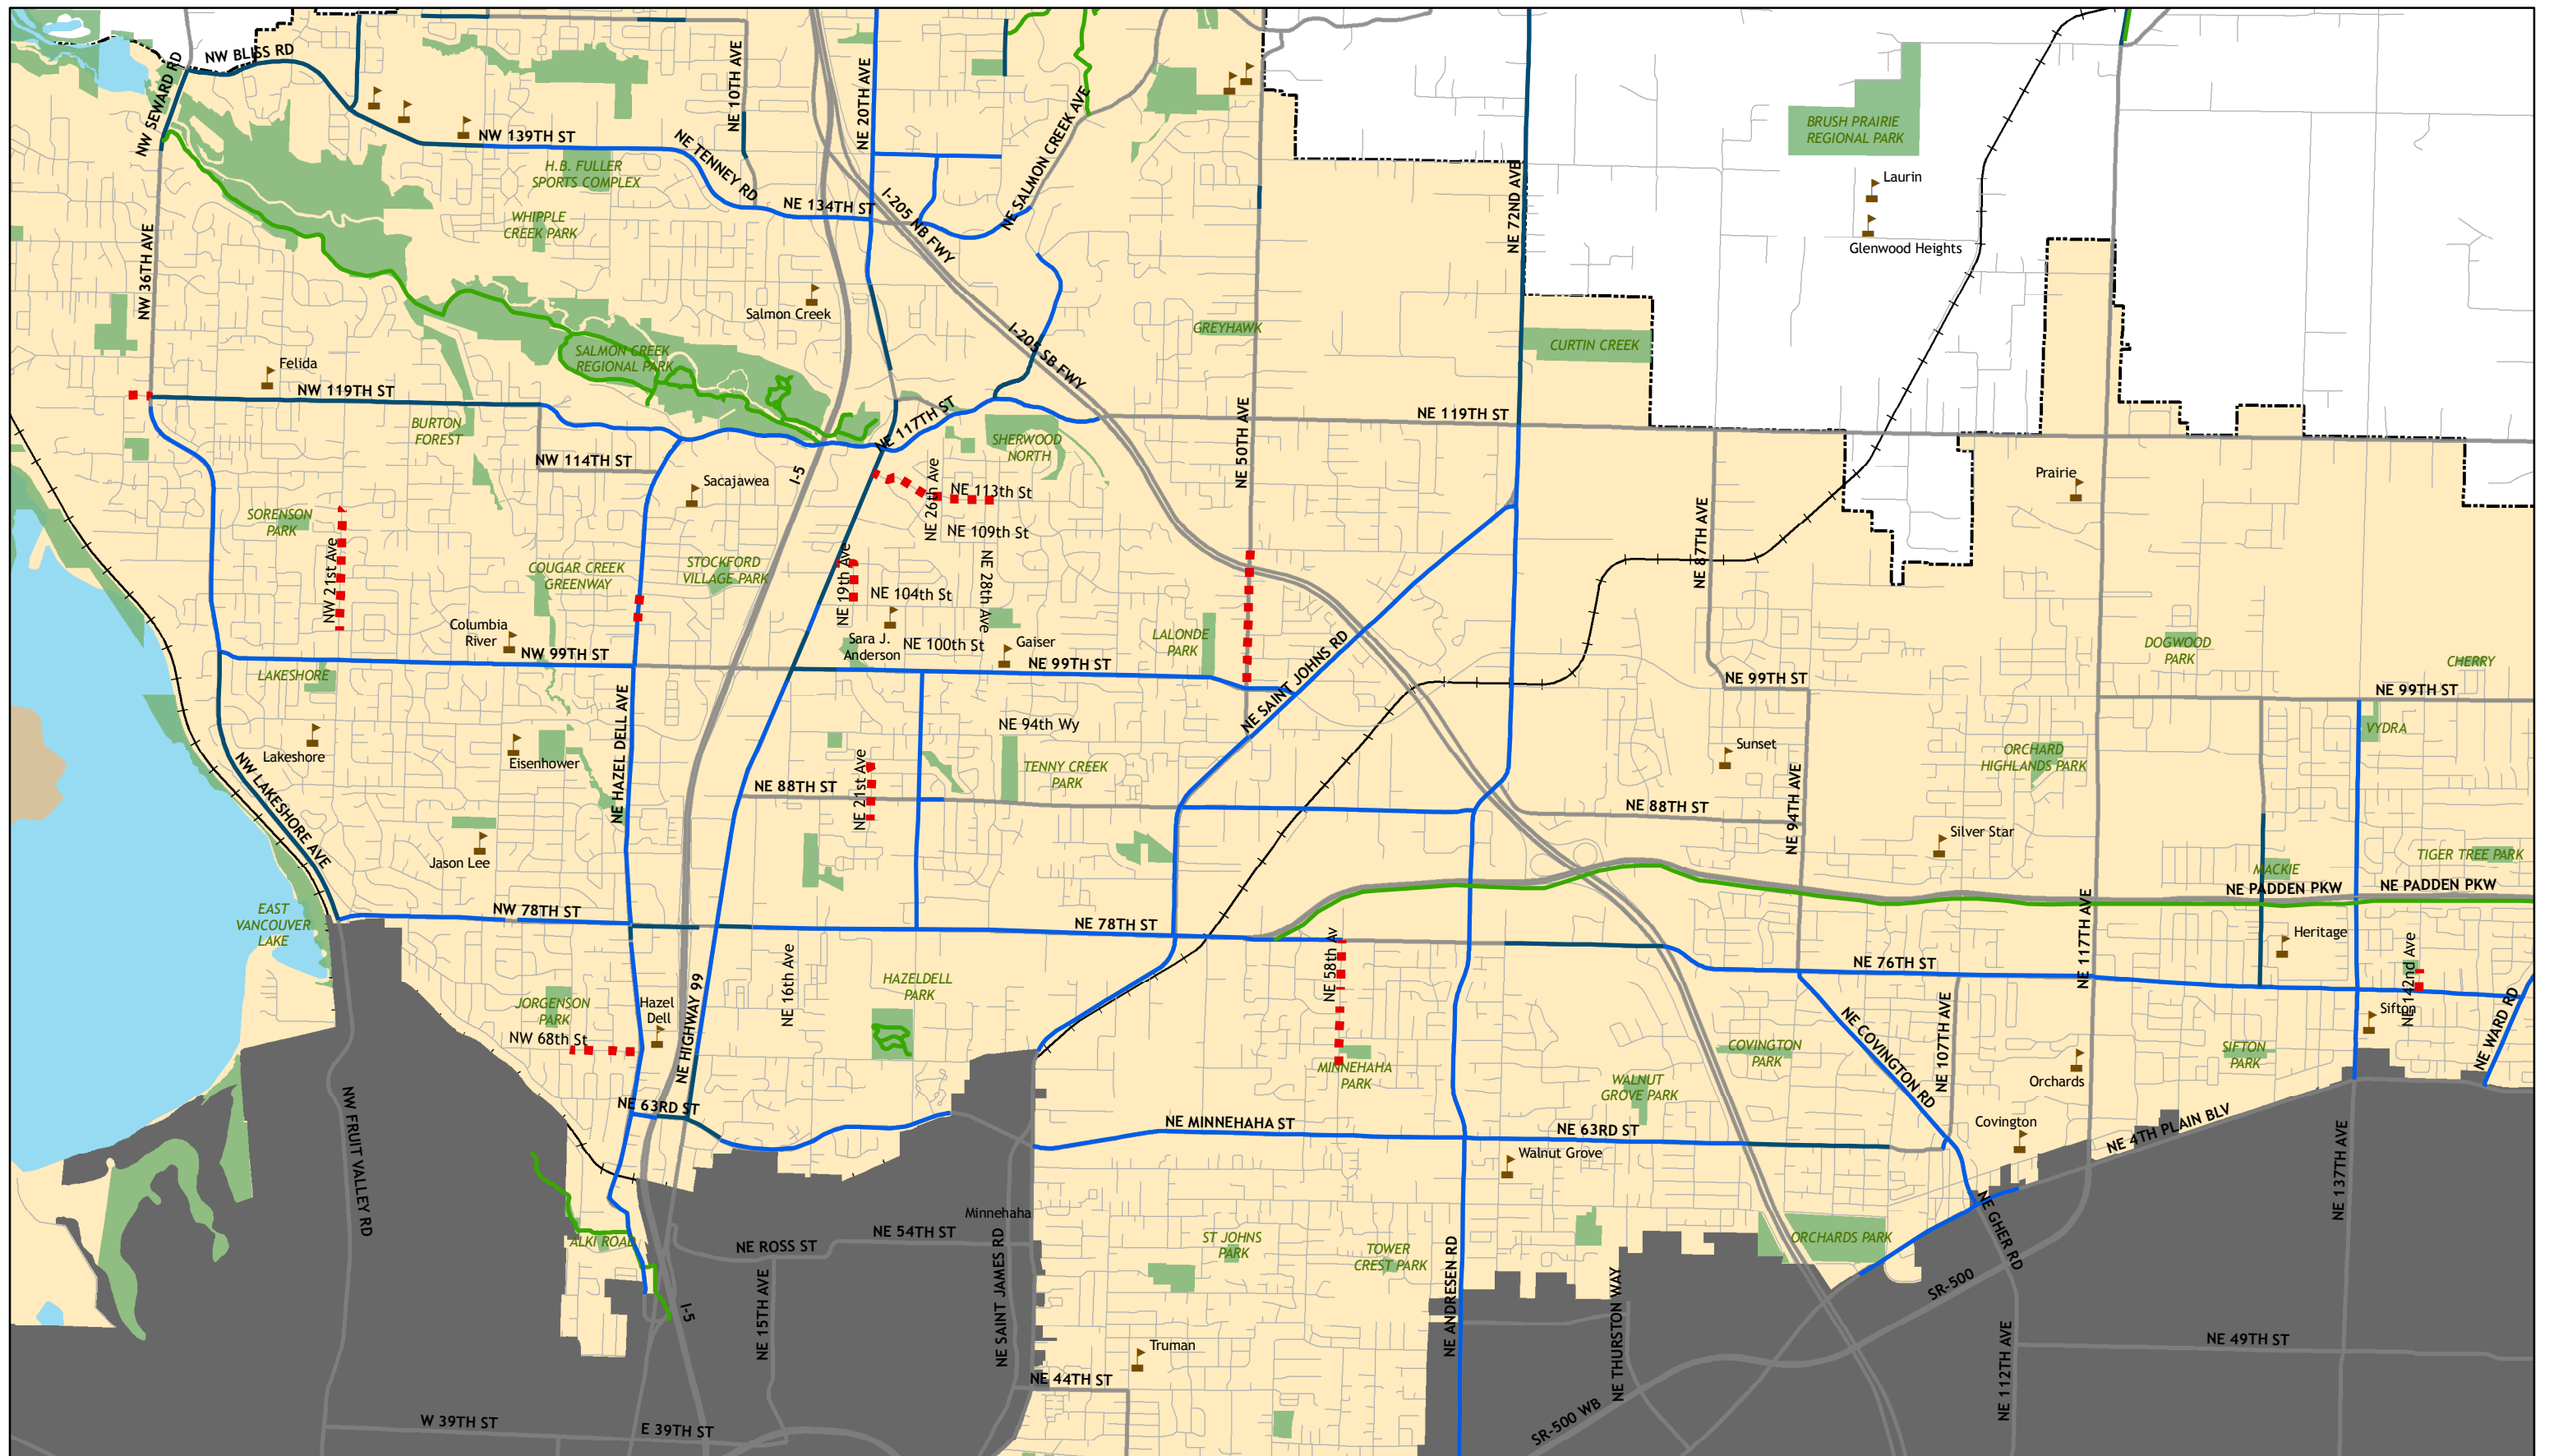 NW BLISS RD
NW SEWARD RD
NE 10TH AVE
NE 20TH AVE
NW 139TH ST
NE TENNEY RD
H.B. FULLER
SPORTS COMPLEX
WHIPPLE
CREEK PARK
NE 134TH ST
I-205 NB FWY
NE SALMON CREEK AVE
NE 72ND AVE
BRUSH PRAIRIE
REGIONAL PARK
Laurin
Glenwood Heights
NW 36TH AVE
Salmon Creek
I-205 SB FWY
GREYHAWK
CURTIN CREEK
SALMON CREEK
REGIONAL PARK
Felida
NW 119TH ST
BURTON
FOREST
NE 117TH ST
SHERWOOD
NORTH
NE 50TH AVE
NE 119TH ST
NW 114TH ST
Sacajawea
I-5
NE 26th Ave
NE 113th St
NE 109th St
Prairie
SORENSON
PARK
NW 21st Ave
COUGAR CREEK
GREENWAY
STOCKFORD
VILLAGE PARK
NE 19th Ave
NE 104th St
NE 28th Ave
NE 87TH AVE
Columbia
River
Sara J.
Anderson
NE 100th St
Gaiser
LALONDE
PARK
NE SAINT JOHNS RD
DOGWOOD
PARK
CHERRY
NW 99TH ST
NE 99TH ST
NE 99TH ST
NE 99TH ST
LAKESHORE
NE HAZEL DELL AVE
NE 94th Wy
VYDRA
Lakeshore
Eisenhower
Sunset
ORCHARD
HIGHLANDS PARK
NW LAKESHORE AVE
NE 88TH ST
NE 21st Ave
TENNY CREEK
PARK
NE 88TH ST
NE 94TH AVE
Silver Star
Jason Lee
MACKIE
TIGER TREE PARK
NE PADDEN PKW
NE PADDEN PKW
EAST
VANCOUVER
LAKE
NW 78TH ST
NE 78TH ST
NE 58th Av
NE 117TH AVE
Heritage
NE 142nd Ave
NE 76TH ST
NE HIGHWAY 99
NE 16th Ave
HAZELDELL
PARK
JORGENSON
PARK
Hazel
Dell
NW 68th St
MINNEHAHA
PARK
COVINGTON
PARK
WALNUT
GROVE PARK
NE COVINGTON RD
NE 107TH AVE
Orchards
SIFTON
PARK
Sifton
NE WARD RD
NW FRUIT VALLEY RD
NE 63RD ST
NE MINNEHAHA ST
NE 63RD ST
Walnut Grove
Covington
NE 4TH PLAIN BLV
NE 137TH AVE
Minnehaha
NE ROSS ST
NE 54TH ST
ALKI ROAD
NE 15TH AVE
I-5
NE SAINT JAMES RD
ST JOHNS
PARK
TOWER
CREST PARK
NE ANDRESEN RD
NE THURSTON WAY
ORCHARDS PARK
NE GHER RD
SR-500
NE 112TH AVE
NE 49TH ST
Truman
NE 44TH ST
W 39TH ST
E 39TH ST
SR-500 WB